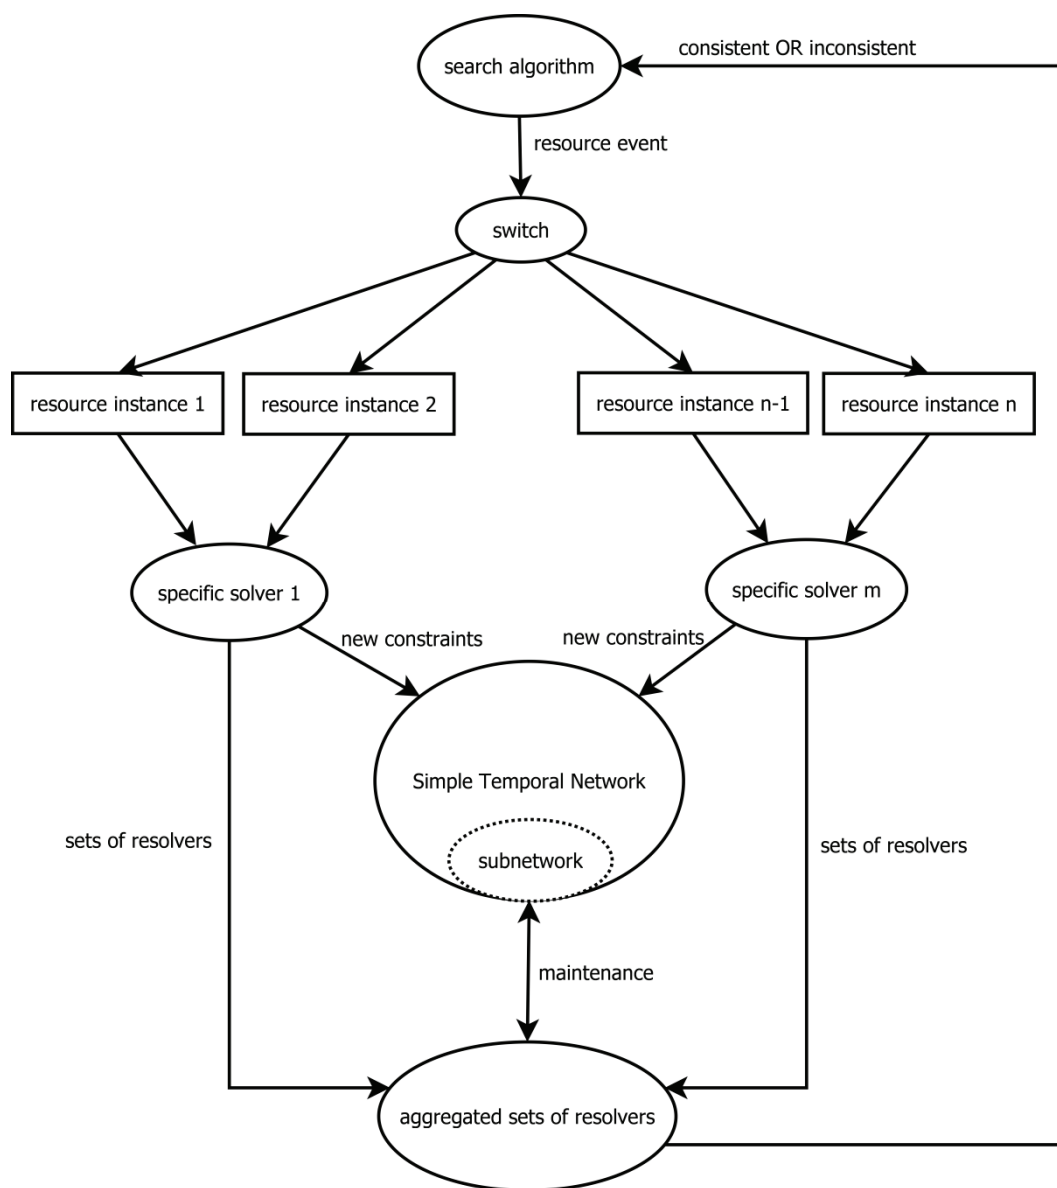 consistent OR inconsistent
search algorithm
resource event
switch
resource instance 1
resource instance 2
resource instance n-1
resource instance n
specific solver 1
specific solver m
new constraints
new constraints
Simple Temporal Network
subnetwork
sets of resolvers
sets of resolvers
maintenance
aggregated sets of resolvers